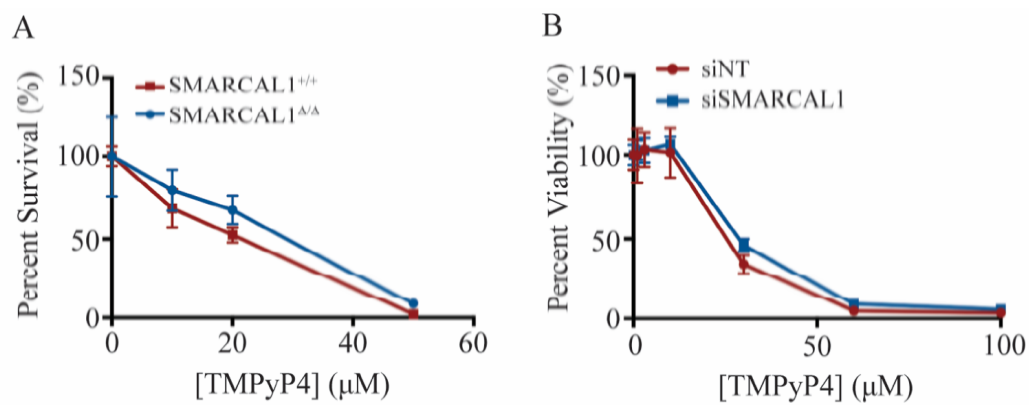 A
Percent Survival (%)
150
100
50
0
SMARCAL1+/+
SMARCAL1Δ/Δ
0 20 40 60
[TMPyP4] (μM)
B
Percent Viability (%)
150
100
50
0
siNT
siSMARCAL1
0 50 100
[TMPyP4] (μM)